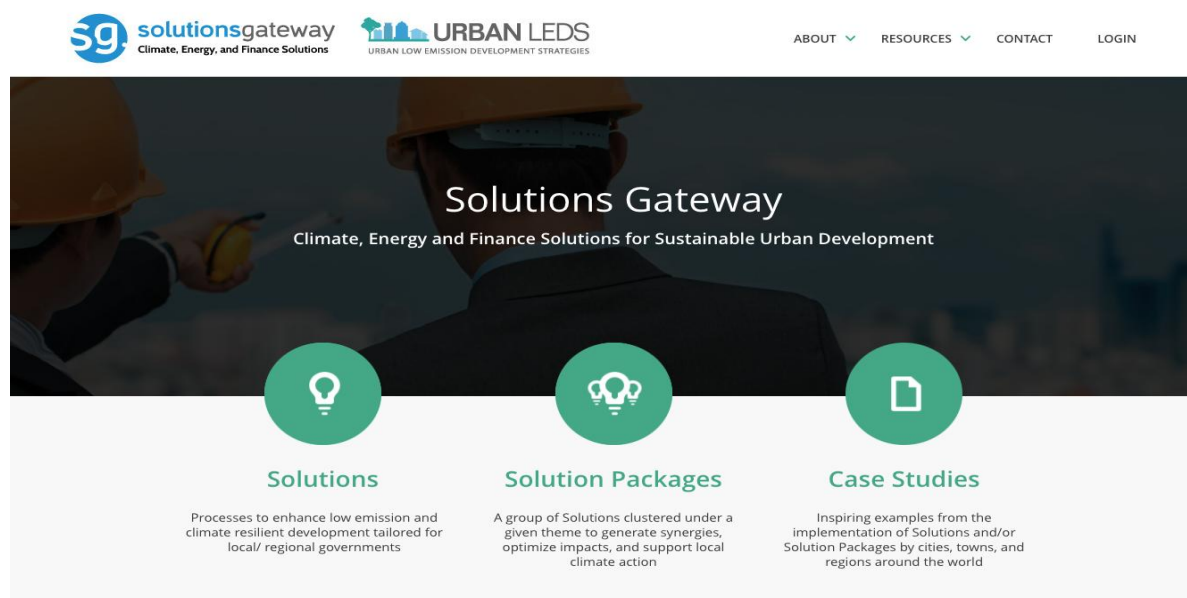 sg. solutionsgateway
Climate, Energy, and Finance Solutions
URBAN LEDS
URBAN LOW EMISSION DEVELOPMENT STRATEGIES
ABOUT RESOURCES CONTACT LOGIN
Solutions Gateway
Climate, Energy and Finance Solutions for Sustainable Urban Development
Solutions
Processes to enhance low emission and
climate resilient development tailored for
local/ regional governments
Solution Packages
A group of Solutions clustered under a
given theme to generate synergies,
optimize impacts, and support local
climate action
Case Studies
Inspiring examples from the
implementation of Solutions and/or
Solution Packages by cities, towns, and
regions around the world